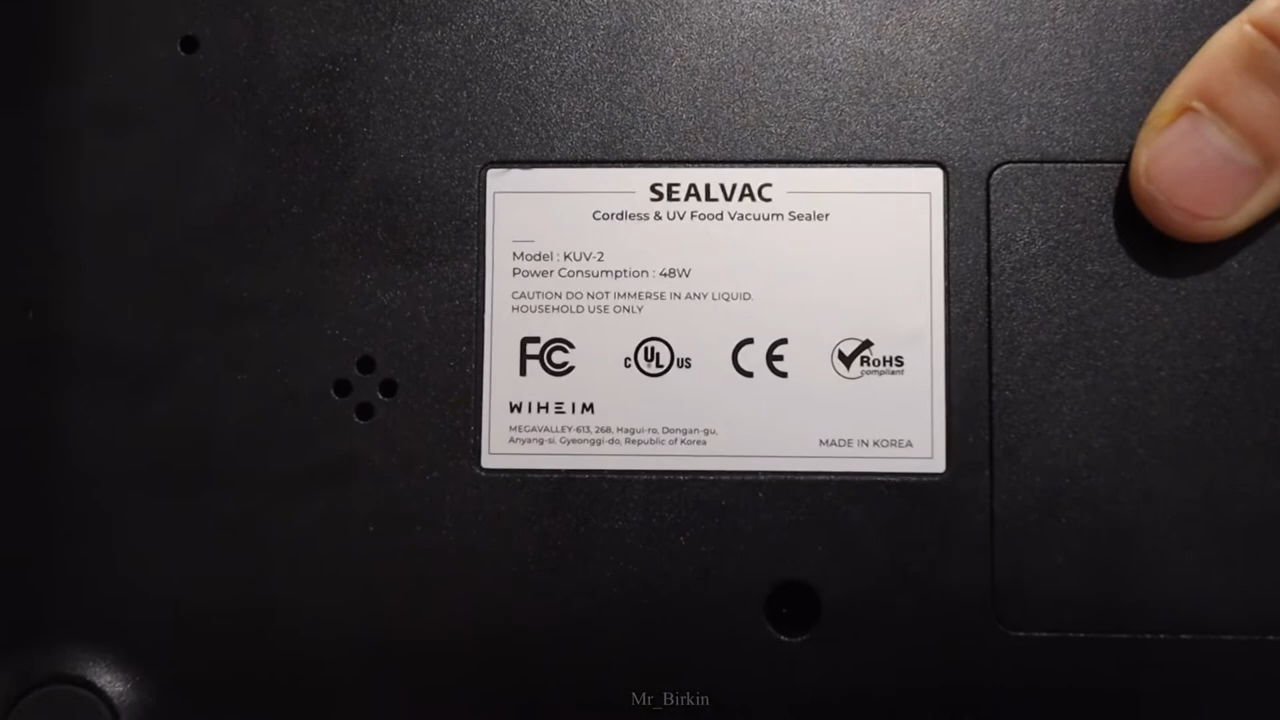 SEALVAC
Cordless & UV Food Vacuum Sealer
Model : KUV-2
Power Consumption : 48W
CAUTION DO NOT IMMERSE IN ANY LIQUID.
HOUSEHOLD USE ONLY
FC
C UL US
CE
RoHS
compliant
WIHEIM
MEGAVALLEY-613, 268, Hagui-ro, Dongan-gu,
Anyang-si, Gyeonggi-do, Republic of Korea
MADE IN KOREA
Mr_Birkin